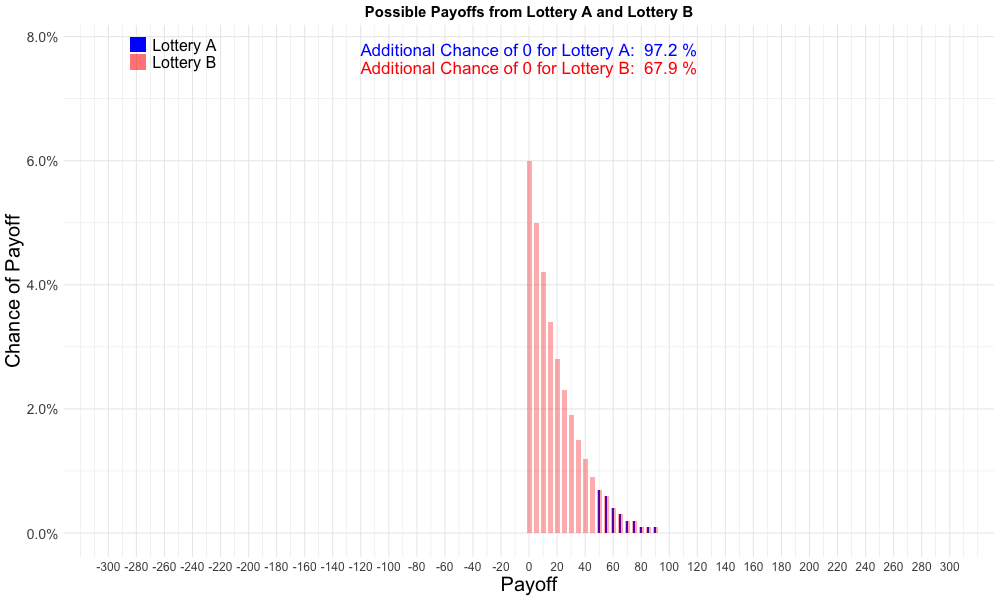 Possible Payoffs from Lottery A and Lottery B
8.0%
Lottery A
Lottery B
Additional Chance of 0 for Lottery A: 97.2 %
Additional Chance of 0 for Lottery B: 67.9 %
6.0%
4.0%
2.0%
0.0%
Chance of Payoff
-300 -280 -260 -240 -220 -200 -180 -160 -140 -120 -100 -80 -60 -40 -20 0 20 40 60 80 100 120 140 160 180 200 220 240 260 280 300
Payoff